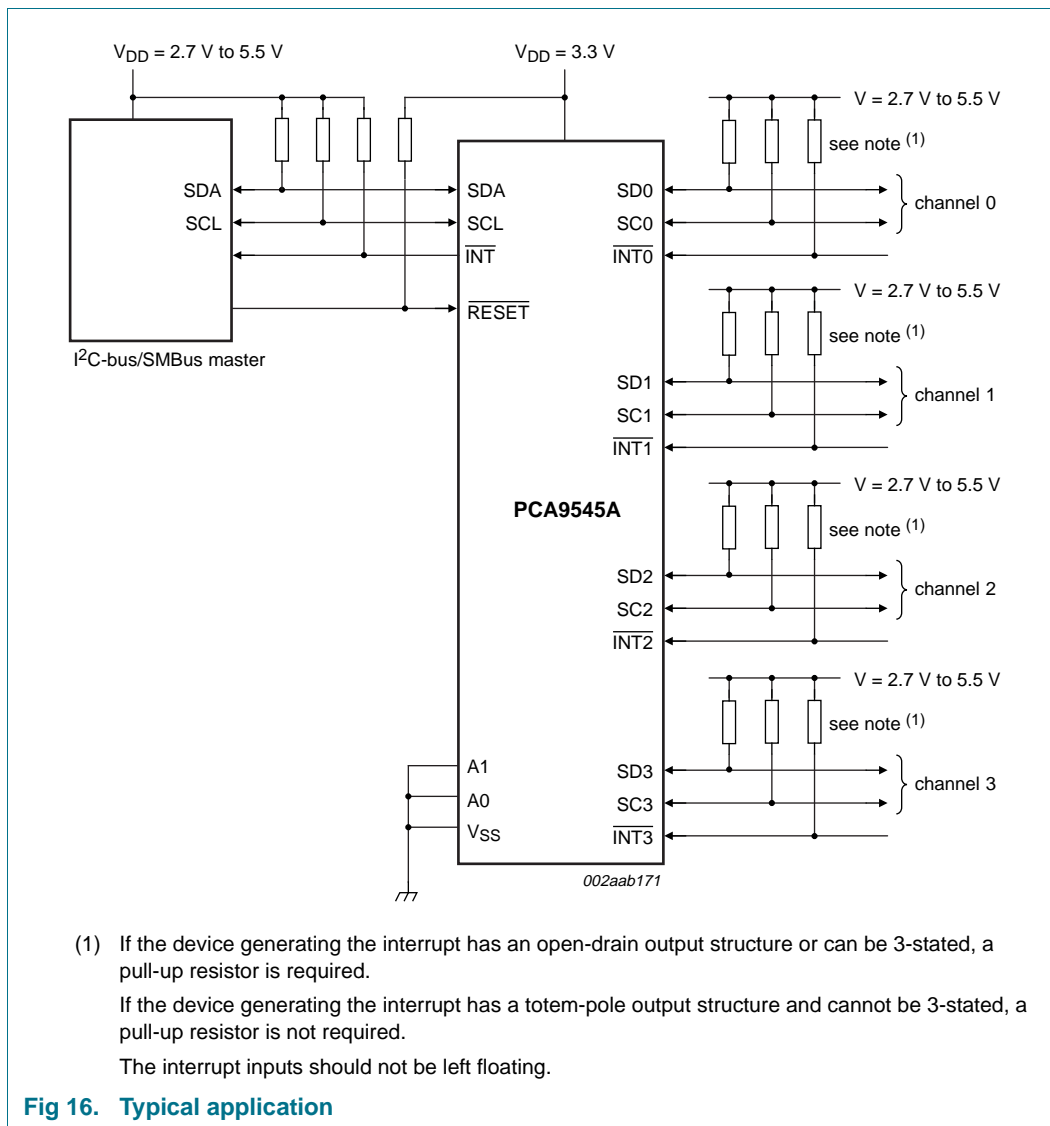 VDD = 2.7 V to 5.5 V
VDD = 3.3 V
V = 2.7 V to 5.5 V
see note (1)
SDA
SDA
SD0
channel 0
SCL
SCL
SC0
INT
INT0
RESET
I2C-bus/SMBus master
V = 2.7 V to 5.5 V
see note (1)
SD1
channel 1
SC1
INT1
PCA9545A
V = 2.7 V to 5.5 V
see note (1)
SD2
channel 2
SC2
INT2
V = 2.7 V to 5.5 V
see note (1)
A1
SD3
channel 3
A0
SC3
VSS
INT3
002aab171
(1) If the device generating the interrupt has an open-drain output structure or can be 3-stated, a
pull-up resistor is required.
If the device generating the interrupt has a totem-pole output structure and cannot be 3-stated, a
pull-up resistor is not required.
The interrupt inputs should not be left floating.
Fig 16. Typical application